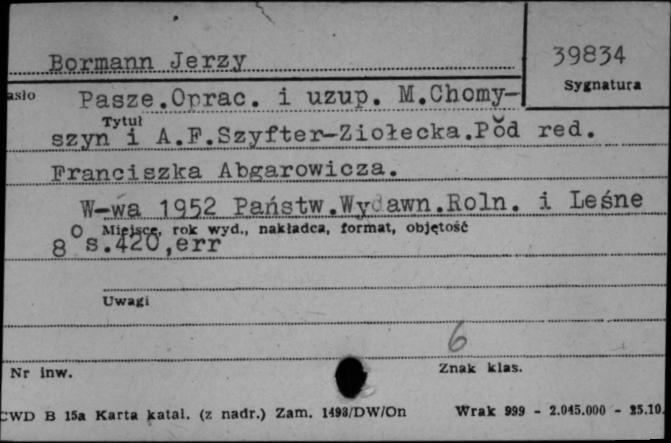 Bormann Jerzy
39834
Sygnatura
asło
Pasze.Oprac. i uzup. M.Chomy-
Tytuł
szyn i A.F.Szyfter-Ziołecka.Pod red.
Franciszka Abgarowicza.
W-wa 1952 Państw.Wydawn.Roln. i Leśne
Miejsce, rok wyd., nakładca, format, objętość
8° s.420,err
Uwagi
6
Nr inw.
Znak klas.
CWD B 15a Karta katal. (z nadr.) Zam. 1493/DW/On Wrak 999 - 2.045.000 - 25.10.